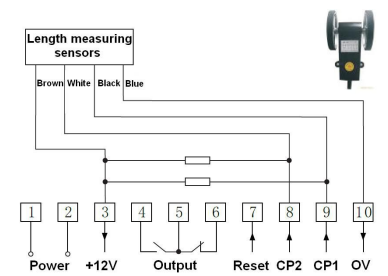 Length measuring
sensors
Brown White Black Blue
1 2 3 4 5 6 7 8 9 10
Power +12V Output Reset CP2 CP1 OV